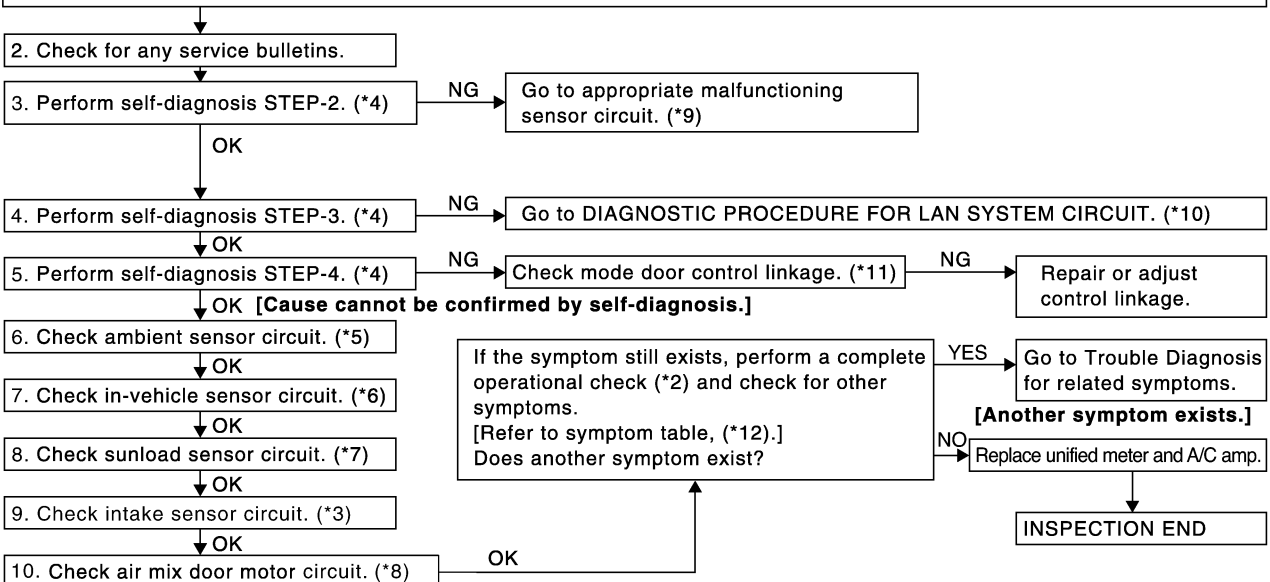 2. Check for any service bulletins.
3. Perform self-diagnosis STEP-2. (*4)
NG
Go to appropriate malfunctioning
sensor circuit. (*9)
OK
4. Perform self-diagnosis STEP-3. (*4)
NG
Go to DIAGNOSTIC PROCEDURE FOR LAN SYSTEM CIRCUIT. (*10)
OK
5. Perform self-diagnosis STEP-4. (*4)
NG
Check mode door control linkage. (*11)
NG
Repair or adjust
control linkage.
OK
[Cause cannot be confirmed by self-diagnosis.]
6. Check ambient sensor circuit. (*5)
OK
7. Check in-vehicle sensor circuit. (*6)
OK
8. Check sunload sensor circuit. (*7)
OK
9. Check intake sensor circuit. (*3)
OK
10. Check air mix door motor circuit. (*8)
OK
If the symptom still exists, perform a complete
operational check (*2) and check for other
symptoms.
[Refer to symptom table, (*12).]
Does another symptom exist?
YES
Go to Trouble Diagnosis
for related symptoms.
[Another symptom exists.]
NO
Replace unified meter and A/C amp.
INSPECTION END